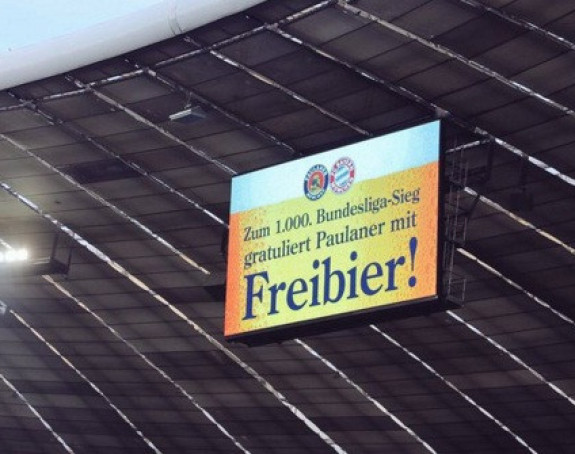 Zum 1.000. Bundesliga-Sieg
gratuliert Paulaner mit
Freibier!